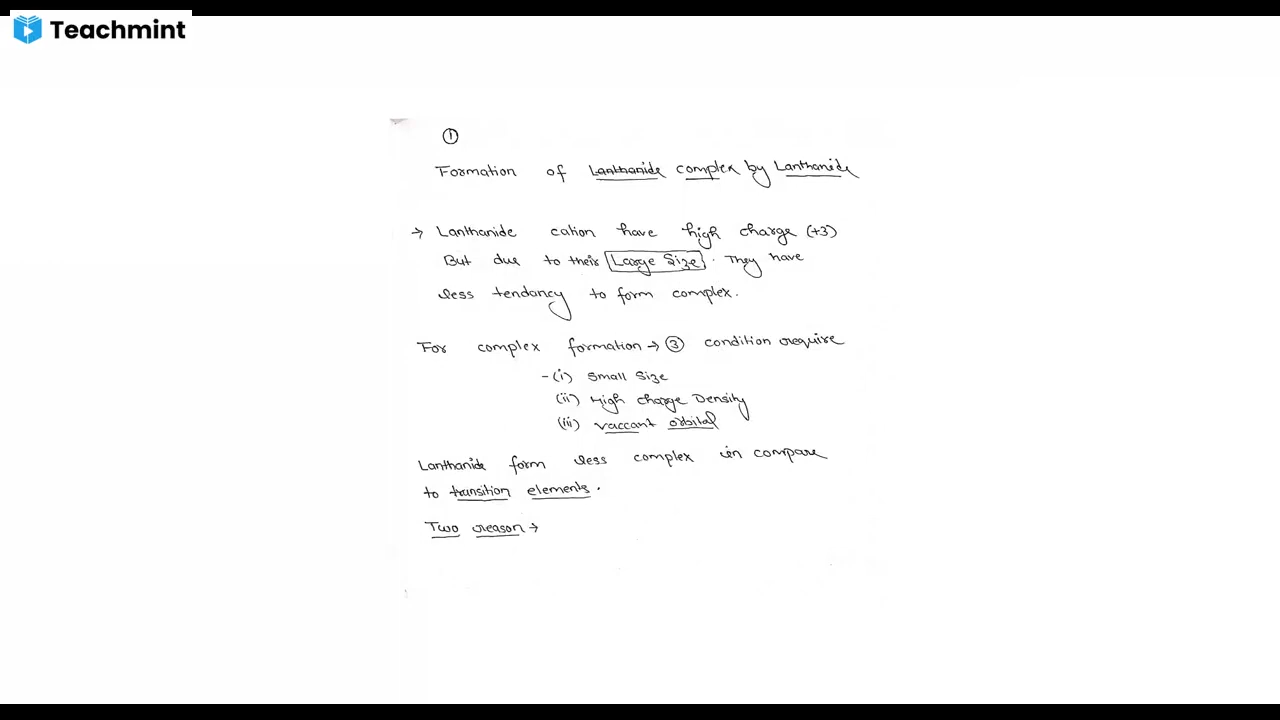 Teachmint
①
Formation of Lanthanide complex by Lanthanide
→ Lanthanide cation have high charge (+3)
But due to their Large Size. They have
less tendancy to form complex.
For complex formation → ③ condition require
-(i) Small Size
(ii) High charge Density
(iii) vaccant orbital
Lanthanide form less complex in compare
to transition elements.
Two reason →